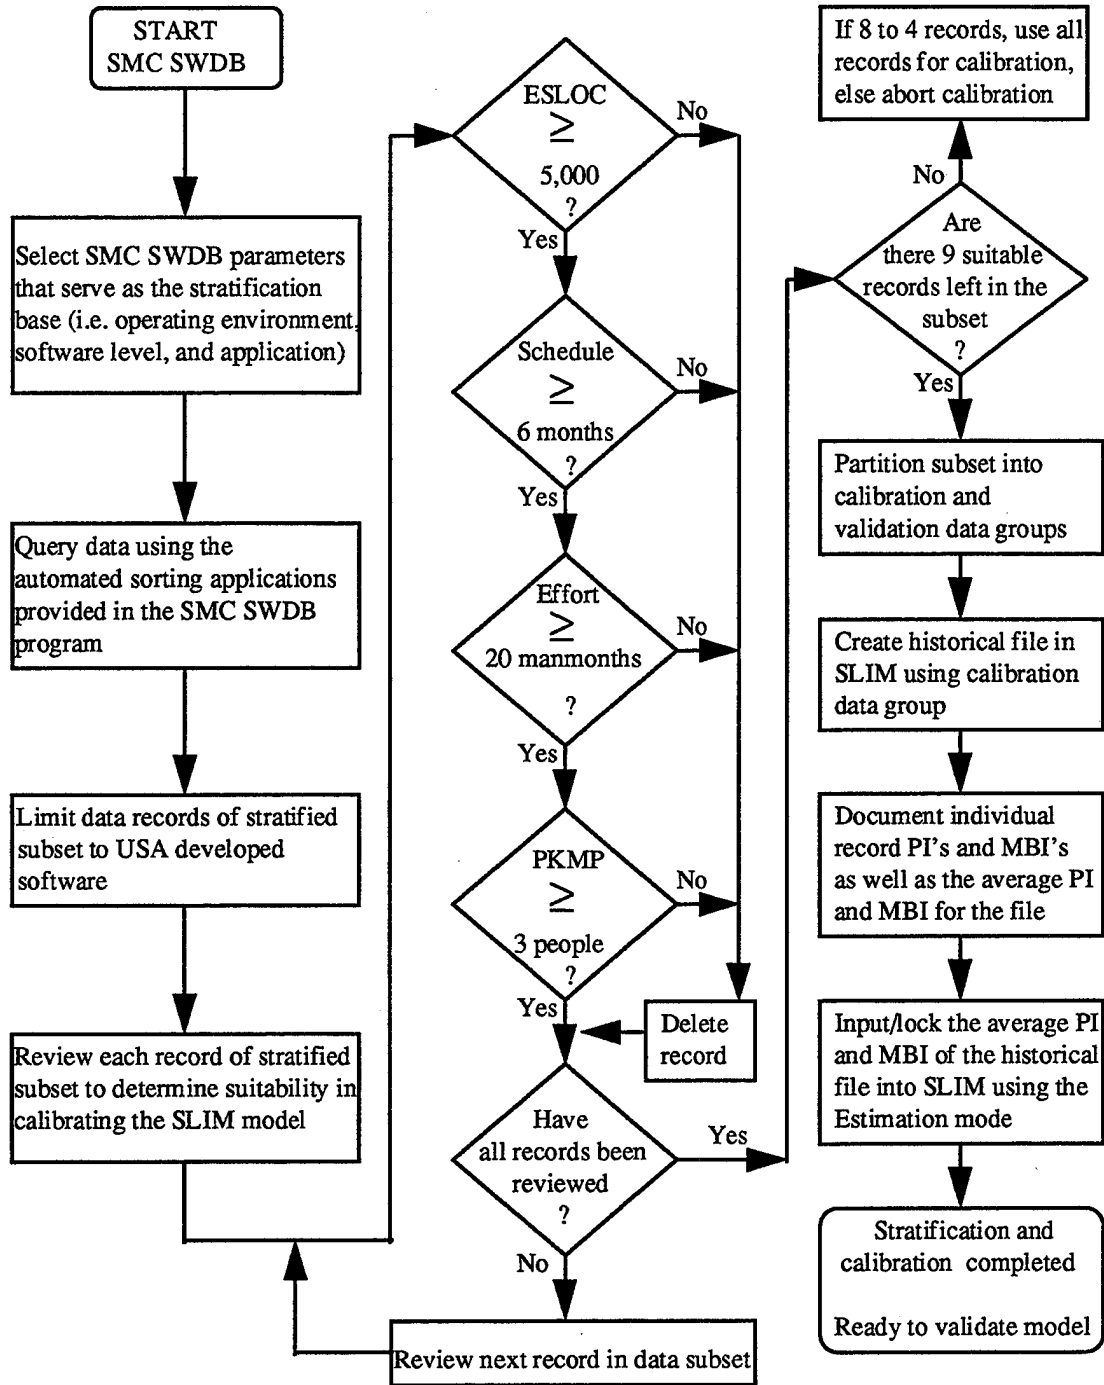 START
SMC SWDB
Select SMC SWDB parameters
that serve as the stratification
base (i.e. operating environment,
software level, and application)
Query data using the
automated sorting applications
provided in the SMC SWDB
program
Limit data records of stratified
subset to USA developed
software
Review each record of stratified
subset to determine suitability in
calibrating the SLIM model
ESLOC
≥
5,000
?
No
Yes
Schedule
≥
6 months
?
No
Yes
Effort
≥
20 manmonths
?
No
Yes
PKMP
≥
3 people
?
No
Yes
Delete
record
Have
all records been
reviewed
?
Yes
No
Review next record in data subset
If 8 to 4 records, use all
records for calibration,
else abort calibration
No
Are
there 9 suitable
records left in the
subset
?
Yes
Partition subset into
calibration and
validation data groups
Create historical file in
SLIM using calibration
data group
Document individual
record PI's and MBI's
as well as the average PI
and MBI for the file
Input/lock the average PI
and MBI of the historical
file into SLIM using the
Estimation mode
Stratification and
calibration completed
Ready to validate model